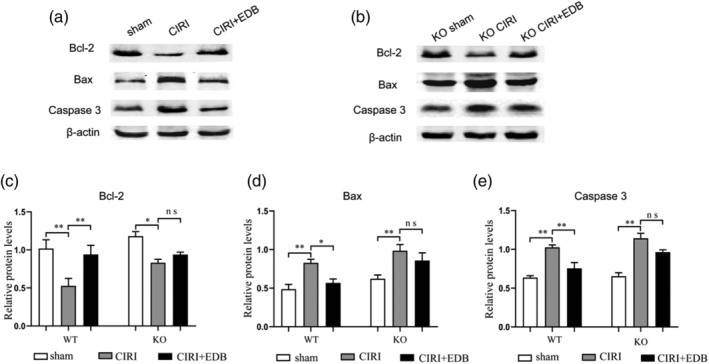 (a) sham CIRI CIRI+EDB
Bcl-2
Bax
Caspase 3
β-actin
(b) KO sham KO CIRI KO CIRI+EDB
Bcl-2
Bax
Caspase 3
β-actin
(c) Bcl-2
Relative protein levels
1.5
1.0
0.5
0.0
** ** * n s
WT KO
sham CIRI CIRI+EDB
(d) Bax
Relative protein levels
1.5
1.0
0.5
0.0
** * ** n s
WT KO
sham CIRI CIRI+EDB
(e) Caspase 3
Relative protein levels
1.5
1.0
0.5
0.0
** ** ** n s
WT KO
sham CIRI CIRI+EDB